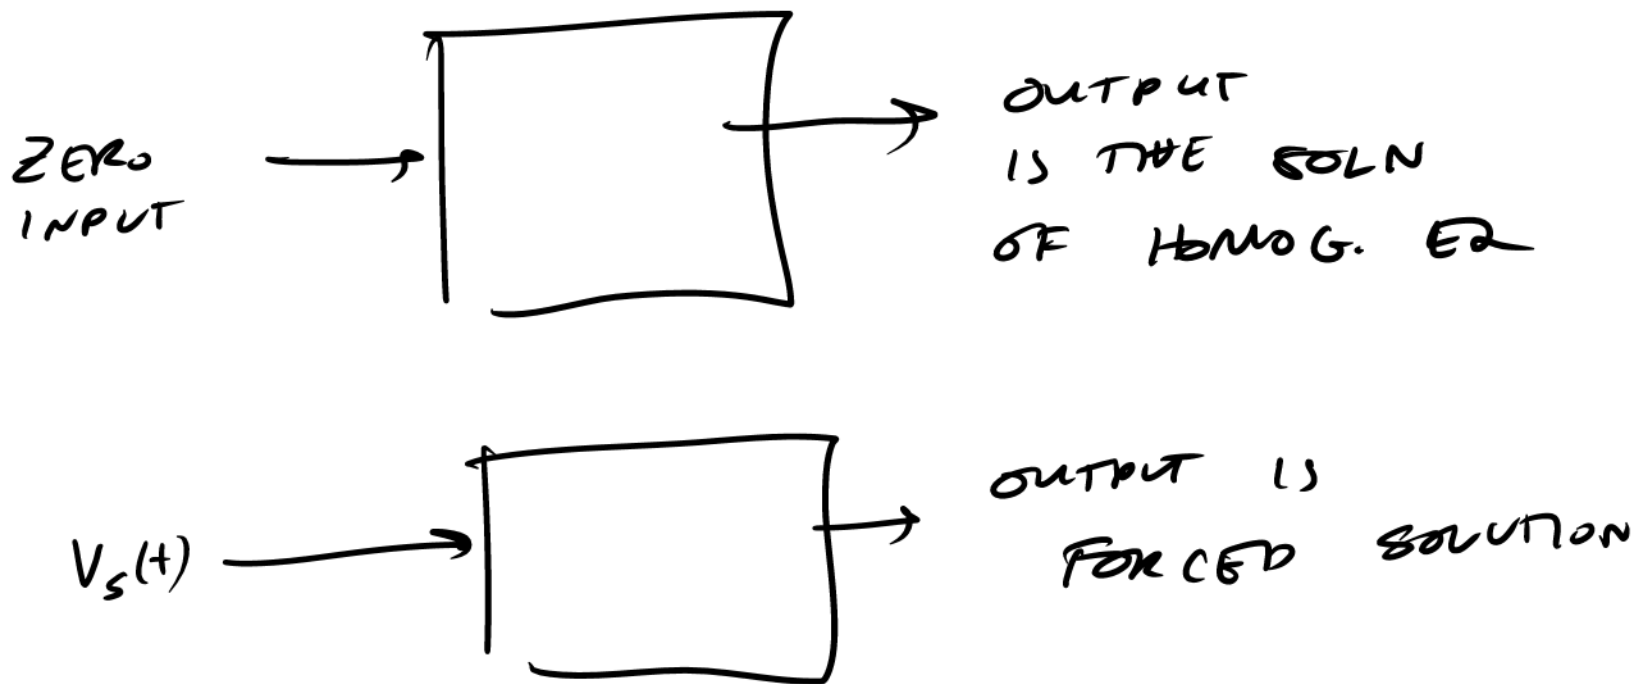 ZERO
INPUT
OUTPUT
IS THE SOLN
OF HOMOG. EQ
Vs(t)
OUTPUT IS
FORCED SOLUTION